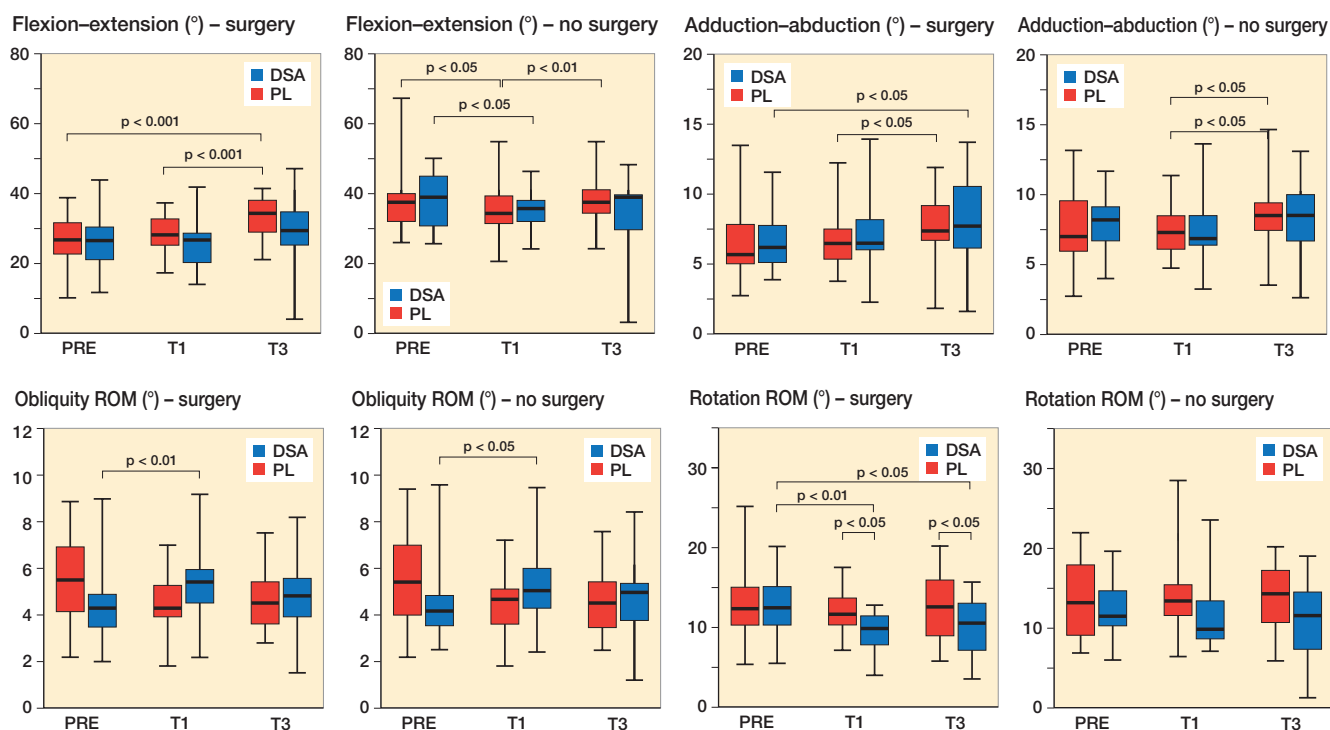 Flexion–extension (°) – surgery
80
60
40
20
0
DSA
PL
p < 0.001
p < 0.001
PRE T1 T3
Flexion–extension (°) – no surgery
80
60
40
20
0
p < 0.05 p < 0.01
p < 0.05
DSA
PL
PRE T1 T3
Adduction–abduction (°) – surgery
20
15
10
5
0
DSA
PL
p < 0.05
p < 0.05
PRE T1 T3
Adduction–abduction (°) – no surgery
20
15
10
5
0
DSA
PL
p < 0.05
p < 0.05
PRE T1 T3
Obliquity ROM (°) – surgery
12
10
8
6
4
2
0
DSA
PL
p < 0.01
PRE T1 T3
Obliquity ROM (°) – no surgery
12
10
8
6
4
2
0
DSA
PL
p < 0.05
PRE T1 T3
Rotation ROM (°) – surgery
30
20
10
0
DSA
PL
p < 0.05
p < 0.01
p < 0.05 p < 0.05
PRE T1 T3
Rotation ROM (°) – no surgery
30
20
10
0
DSA
PL
PRE T1 T3